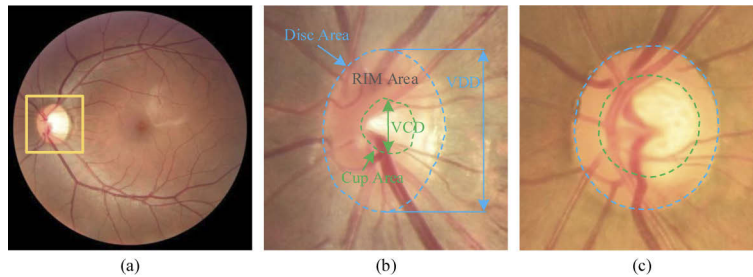 Disc Area
RIM Area
VDD
VCD
Cup Area
(a)
(b)
(c)